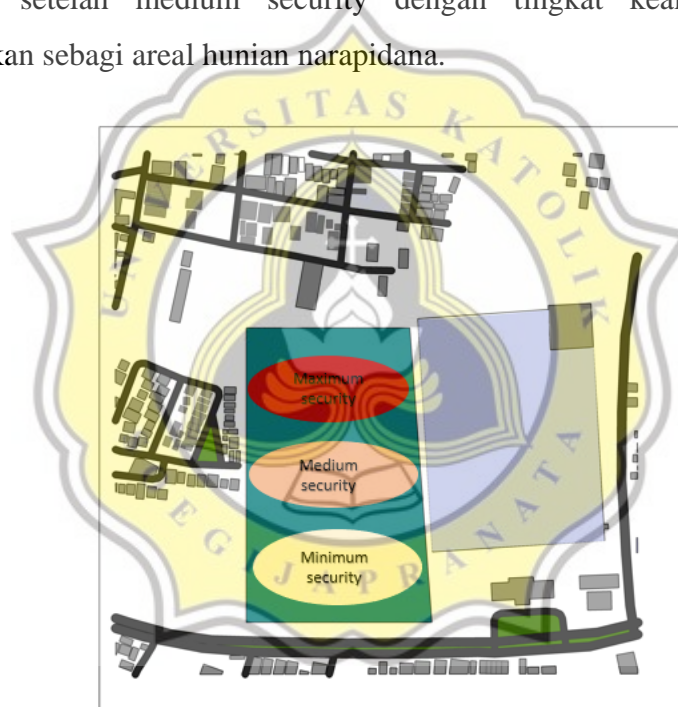 setelah medium security dengan tingkat
kan sebagi areal hunian narapidana.
UNIVERSITAS KATOLIK
Maximum
security
Medium
security
Minimum
security
SOEGIJAPRANATA